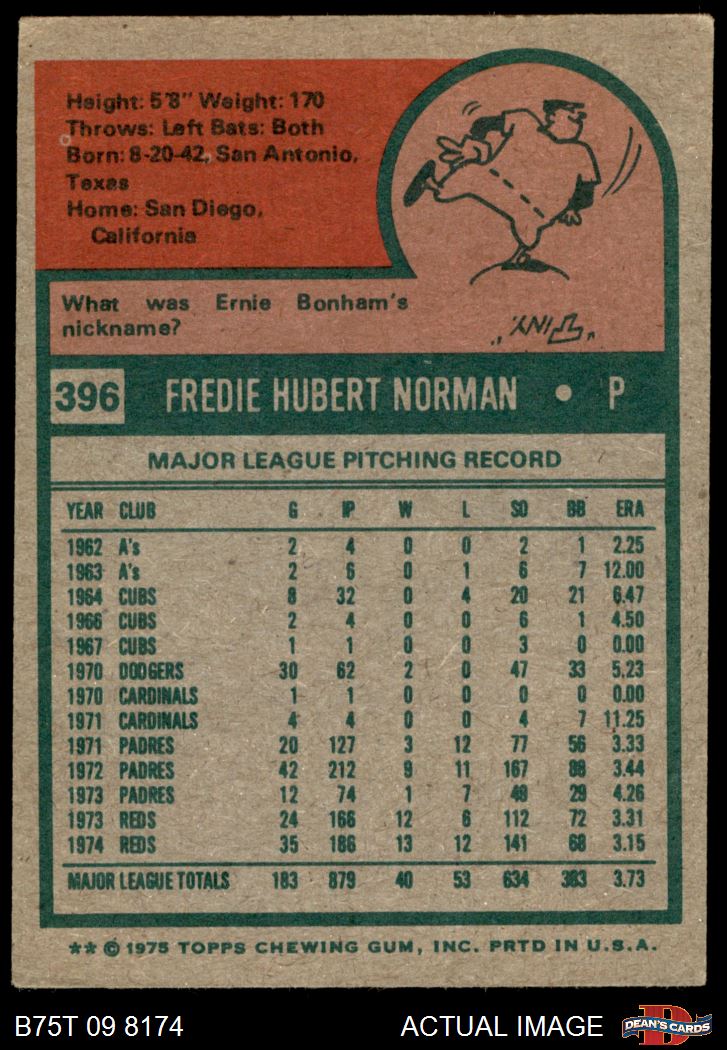 Height: 5'8" Weight: 170
Throws: Left Bats: Both
Born: 8-20-42, San Antonio,
Texas
Home: San Diego,
California
What was Ernie Bonham's
nickname?
"TINY."
396 FREDIE HUBERT NORMAN • P
MAJOR LEAGUE PITCHING RECORD
YEAR CLUB G IP W L SO BB ERA
1962 A's 2 4 0 0 2 1 2.25
1963 A's 2 6 0 1 6 7 12.00
1964 CUBS 8 32 0 4 20 21 6.47
1966 CUBS 2 4 0 0 6 1 4.50
1967 CUBS 1 1 0 0 3 0 0.00
1970 DODGERS 30 62 2 0 47 33 5.23
1970 CARDINALS 1 1 0 0 0 0 0.00
1971 CARDINALS 4 4 0 0 4 7 11.25
1971 PADRES 20 127 3 12 77 56 3.33
1972 PADRES 42 212 9 11 167 88 3.44
1973 PADRES 12 74 1 7 49 29 4.26
1973 REDS 24 166 12 6 112 72 3.31
1974 REDS 35 186 13 12 141 68 3.15
MAJOR LEAGUE TOTALS 183 879 40 53 634 383 3.73
** © 1975 TOPPS CHEWING GUM, INC. PRTD IN U.S.A.
B75T 09 8174 ACTUAL IMAGE D DEAN'S CARDS